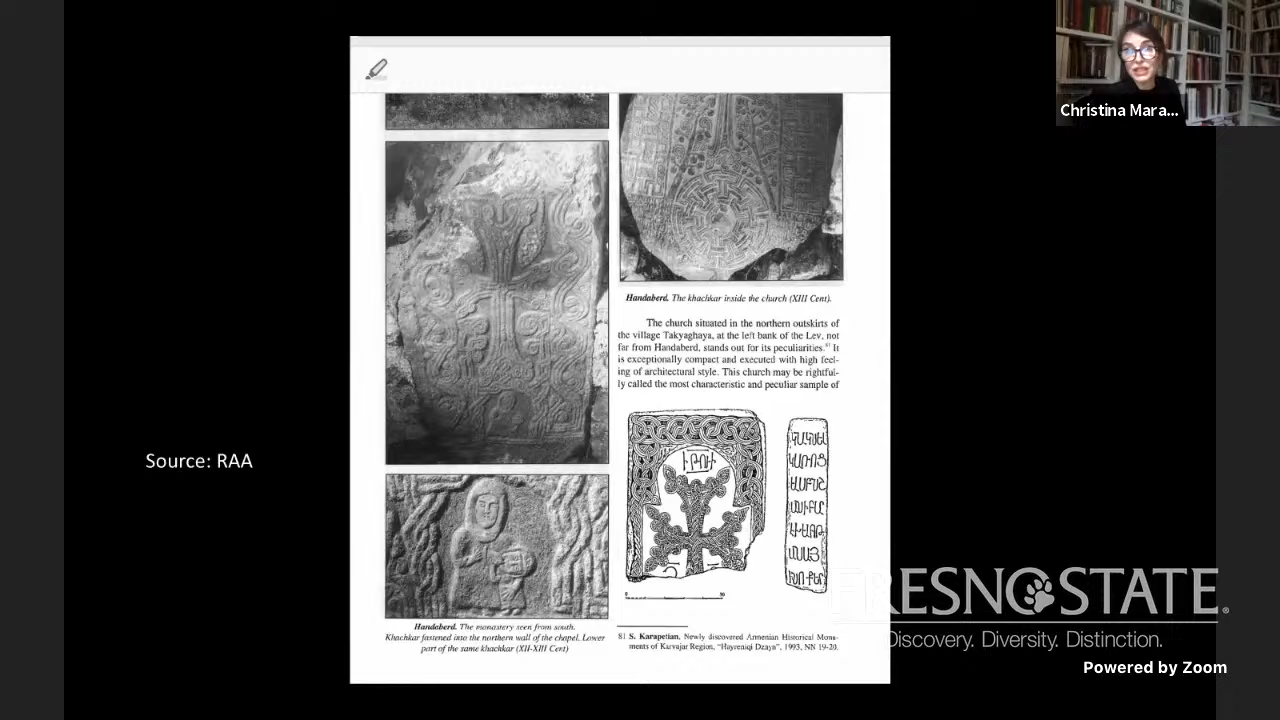 Christina Mara...
Handaberd. The khachkar inside the church (XIII Cent).
The church situated in the northern outskirts of
the village Takyaghaya, at the left bank of the Lev, not
far from Handaberd, stands out for its peculiarities.81 It
is exceptionally compact and executed with high feel-
ing of architectural style. This church may be rightful-
ly called the most characteristic and peculiar sample of
Source: RAA
Handaberd. The monastery seen from south.
Khachkar fastened into the northern wall of the chapel. Lower
part of the same khachkar (XII-XIII Cent)
81 S. Karapetian, Newly discovered Armenian Historical Monu-
ments of Karvajar Region, "Hayreniqi Dzayn", 1993, NN 19-20.
FRESNO STATE.
Discovery. Diversity. Distinction.
Powered by Zoom